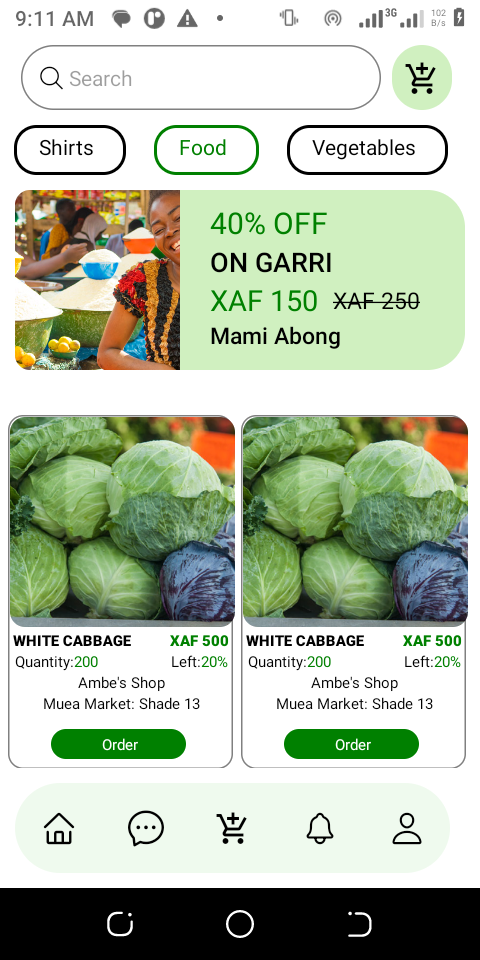 9:11 AM 3G 102 B/s
Search
Shirts Food Vegetables
40% OFF
ON GARRI
XAF 150 XAF 250
Mami Abong
WHITE CABBAGE XAF 500 WHITE CABBAGE XAF 500
Quantity:200 Left:20% Quantity:200 Left:20%
Ambe's Shop Ambe's Shop
Muea Market: Shade 13 Muea Market: Shade 13
Order Order